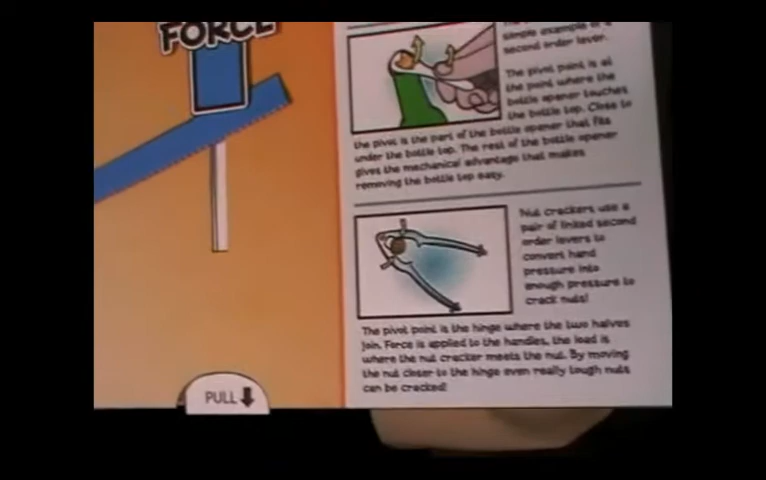 FORCE
PULL
simple example of a
second order lever.
The pivot point is at
the point where the
bottle opener touches
the bottle top. Close to
the pivot is the part of the bottle opener that fits
under the bottle top. The rest of the bottle opener
gives the mechanical advantage that makes
removing the bottle top easy.
Nut crackers use a
pair of linked second
order levers to
convert hand
pressure into
enough pressure to
crack nuts!
The pivot point is the hinge where the two halves
join. Force is applied to the handles, the load is
where the nut cracker meets the nut. By moving
the nut closer to the hinge even really tough nuts
can be cracked!